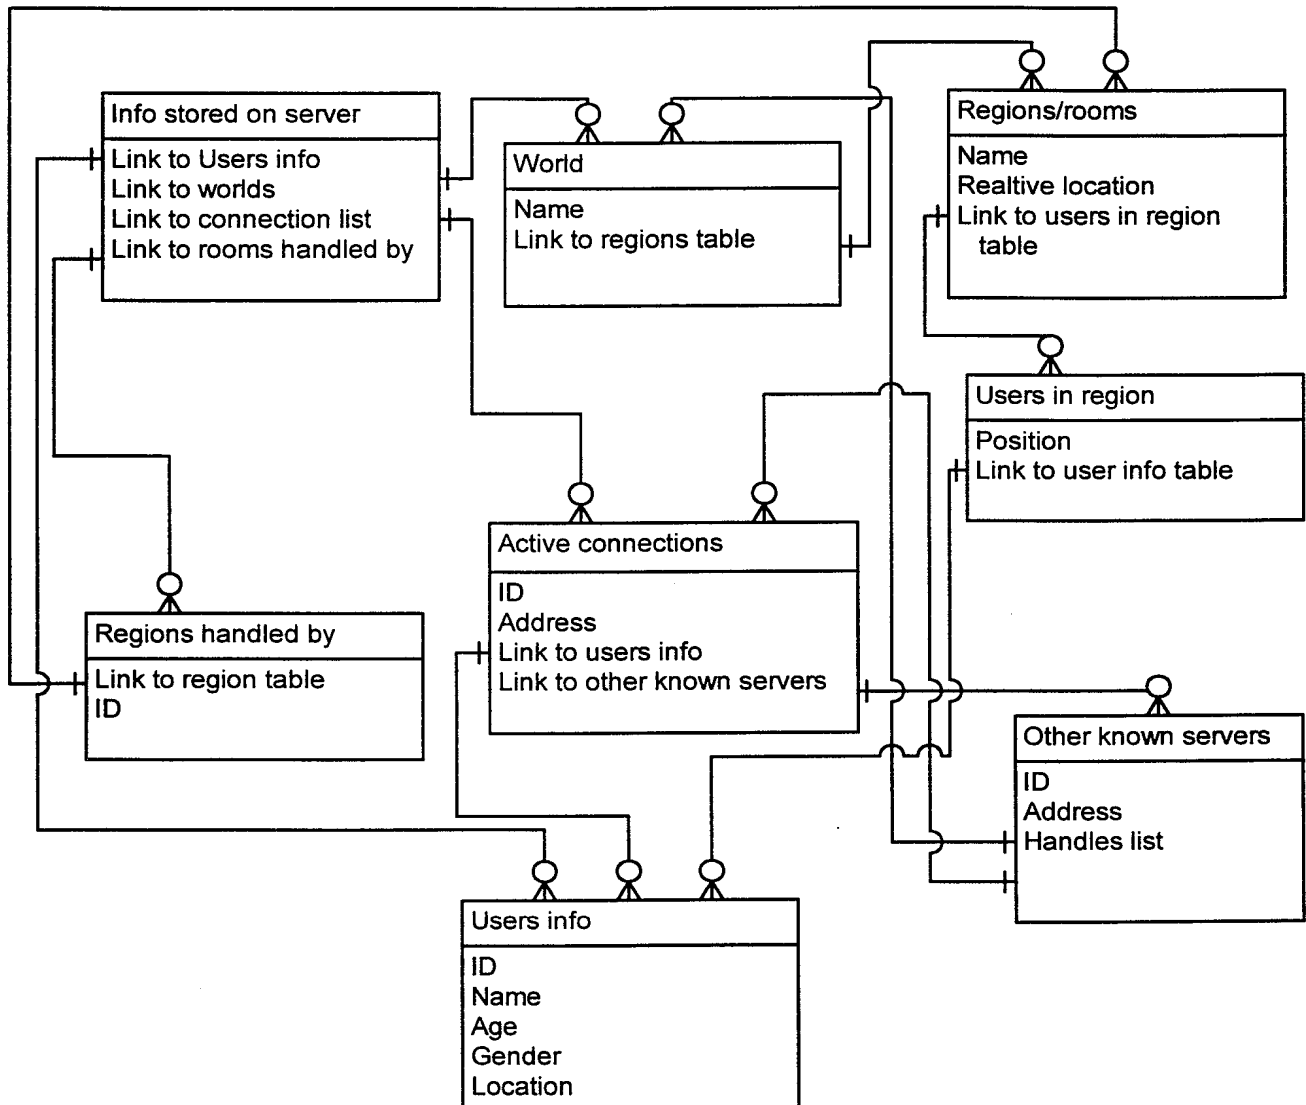 Info stored on server
Link to Users info
Link to worlds
Link to connection list
Link to rooms handled by
World
Name
Link to regions table
Regions/rooms
Name
Realtive location
Link to users in region
table
Users in region
Position
Link to user info table
Active connections
ID
Address
Link to users info
Link to other known servers
Regions handled by
Link to region table
ID
Other known servers
ID
Address
Handles list
Users info
ID
Name
Age
Gender
Location